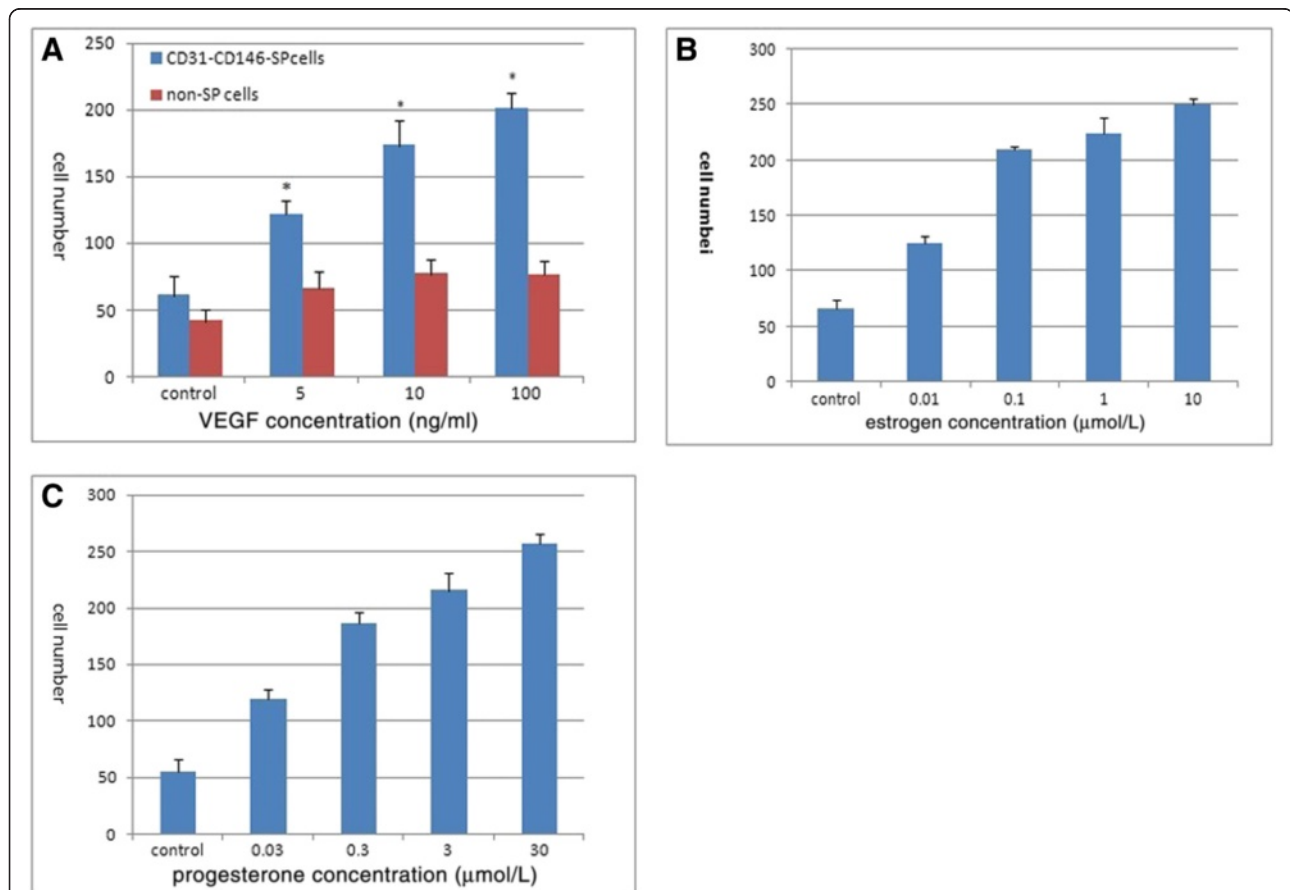 A
250
200
150
100
50
0
cell number
CD31-CD146-SPcells
non-SP cells
*
*
*
control 5 10 100
VEGF concentration (ng/ml)
B
300
250
200
150
100
50
0
cell numbei
control 0.01 0.1 1 10
estrogen concentration (μmol/L)
C
300
250
200
150
100
50
0
cell number
control 0.03 0.3 3 30
progesterone concentration (μmol/L)